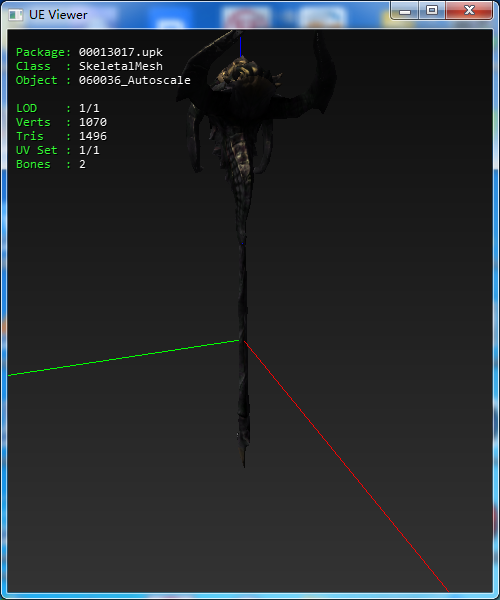 UE Viewer
Package: 00013017.upk
Class : SkeletalMesh
Object : 060036_Autoscale
LOD : 1/1
Verts : 1070
Tris : 1496
UV Set : 1/1
Bones : 2